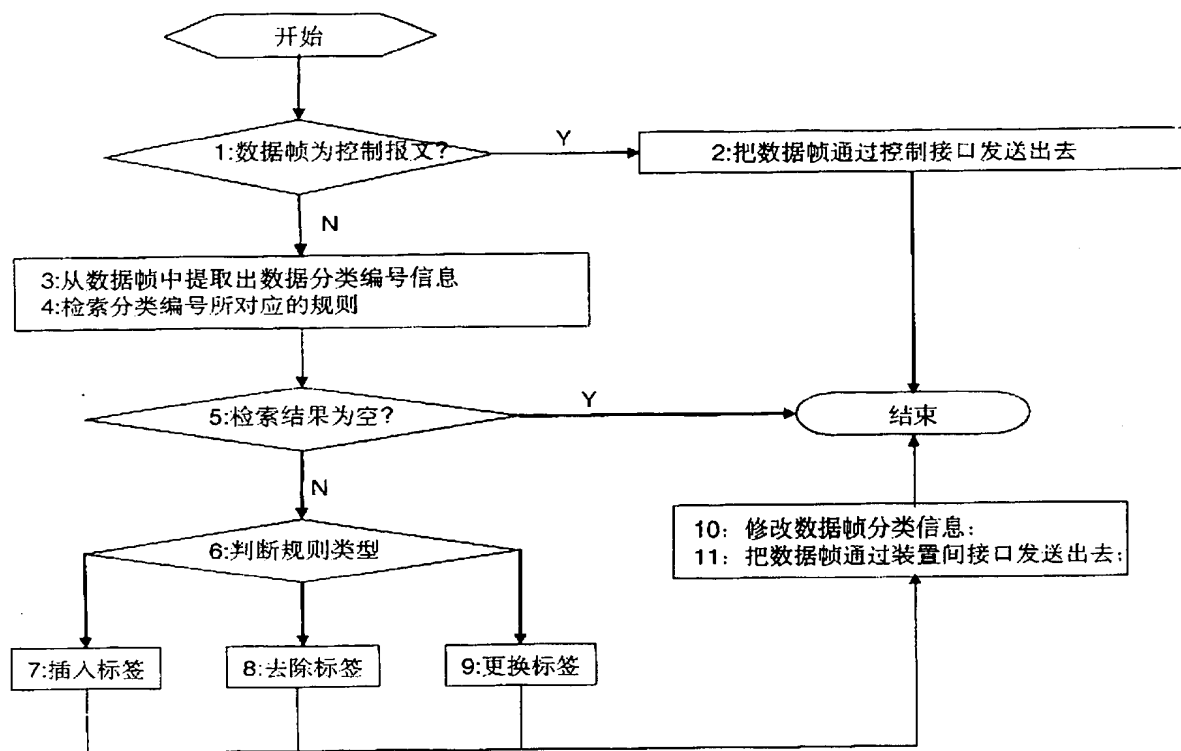 开始
1:数据帧为控制报文?
Y
2:把数据帧通过控制接口发送出去
N
3:从数据帧中提取出数据分类编号信息
4:检索分类编号所对应的规则
5:检索结果为空?
Y
结束
N
6:判断规则类型
10：修改数据帧分类信息；
11：把数据帧通过装置间接口发送出去；
7:插入标签
8:去除标签
9:更换标签